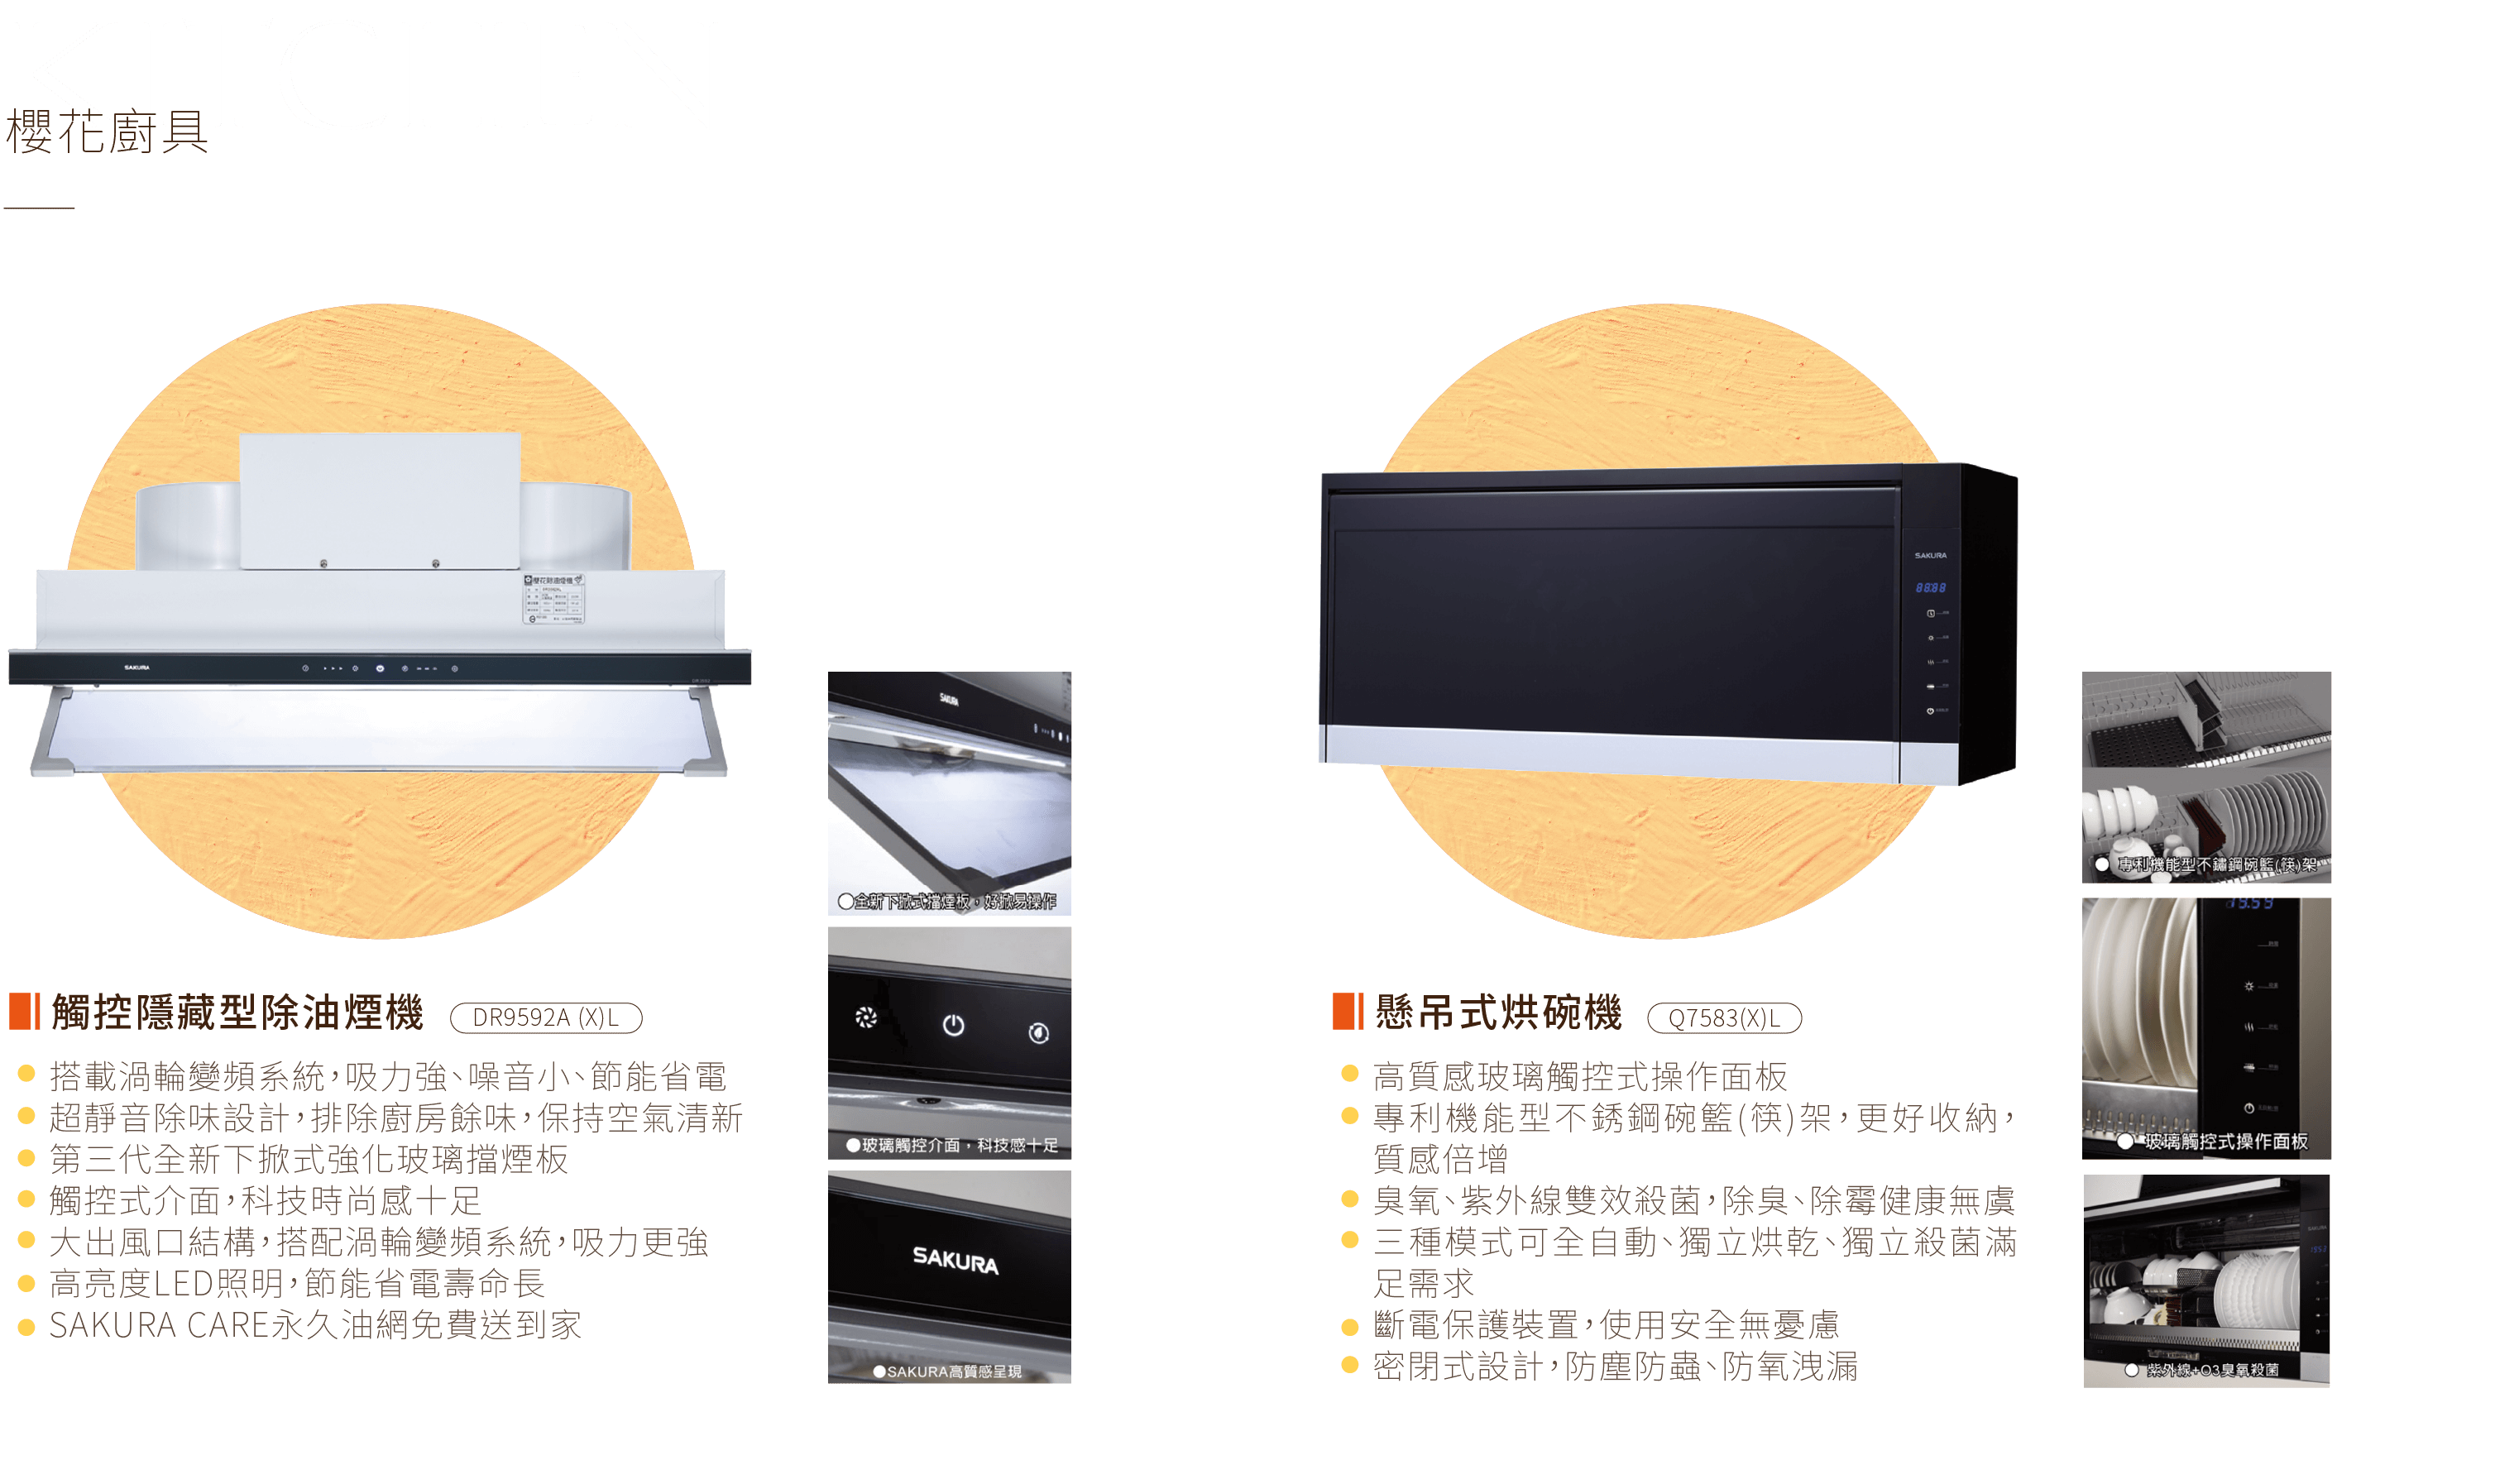 櫻花廚具
櫻花除油煙機
SAKURA
SAKURA
88:88
SAKURA
●全新下掀式擋煙板，好掀易操作
●玻璃觸控介面，科技感十足
SAKURA
●SAKURA高質感呈現
● 專利機能型不鏽鋼碗籃(筷)架
19:59
● 玻璃觸控式操作面板
● 紫外線+O3臭氧殺菌
觸控隱藏型除油煙機 DR9592A (X)L
● 搭載渦輪變頻系統，吸力強、噪音小、節能省電
● 超靜音除味設計，排除廚房餘味，保持空氣清新
● 第三代全新下掀式強化玻璃擋煙板
● 觸控式介面，科技時尚感十足
● 大出風口結構，搭配渦輪變頻系統，吸力更強
● 高亮度LED照明，節能省電壽命長
● SAKURA CARE永久油網免費送到家
懸吊式烘碗機 Q7583(X)L
● 高質感玻璃觸控式操作面板
● 專利機能型不銹鋼碗籃(筷)架，更好收納，
質感倍增
● 臭氧、紫外線雙效殺菌，除臭、除霉健康無虞
● 三種模式可全自動、獨立烘乾、獨立殺菌滿
足需求
● 斷電保護裝置，使用安全無憂慮
● 密閉式設計，防塵防蟲、防氧洩漏